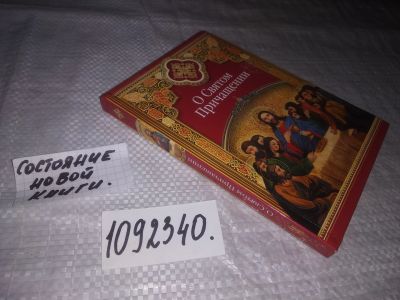 О Святом
Причащении
О Святом Причащении
СОСТОЯНИЕ
НОВОЙ
КНИГИ.
1092340.